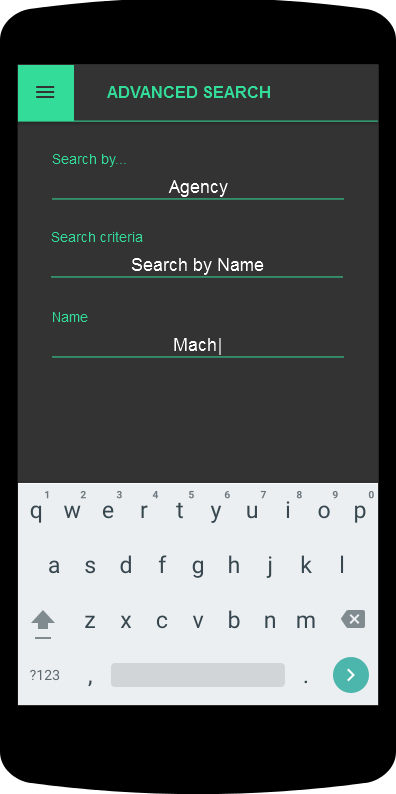 ADVANCED SEARCH
Search by...
Agency
Search criteria
Search by Name
Name
Mach|
1 2 3 4 5 6 7 8 9 0
q w e r t y u i o p
a s d f g h j k l
z x c v b n m
?123 , .